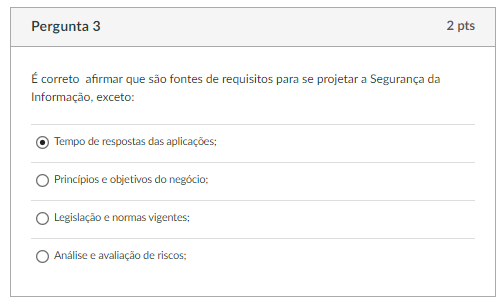 Pergunta 3
2 pts
É correto afirmar que são fontes de requisitos para se projetar a Segurança da
Informação, exceto:
Tempo de respostas das aplicações;
Princípios e objetivos do negócio;
Legislação e normas vigentes;
Análise e avaliação de riscos;